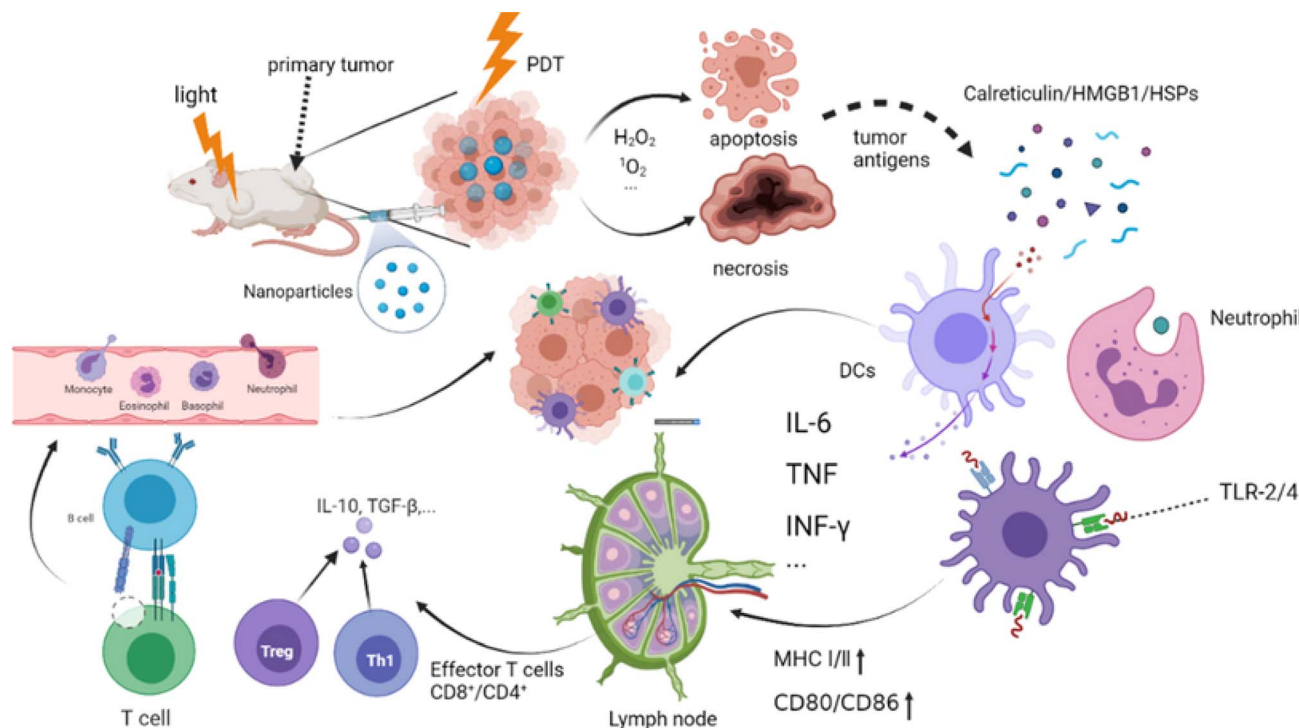 primary tumor
light
PDT
H₂O₂
¹O₂
...
apoptosis
necrosis
tumor
antigens
Calreticulin/HMGB1/HSPs
Nanoparticles
Monocyte
Eosinophil
Basophil
Neutrophil
DCs
Neutrophil
IL-6
TNF
INF-γ
...
TLR-2/4
B cell
IL-10, TGF-β,...
Treg
Th1
T cell
Effector T cells
CD8⁺/CD4⁺
Lymph node
MHC I/II
CD80/CD86